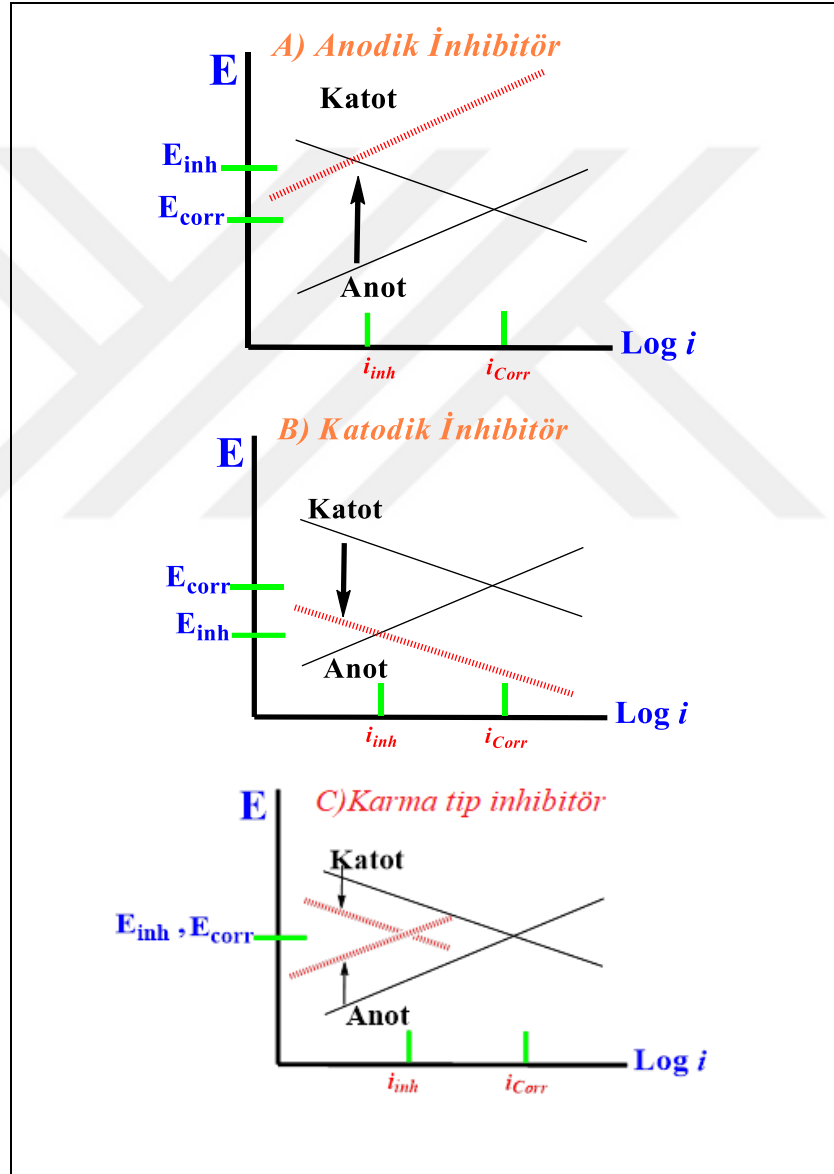 A) Anodik İnhibitör
E
Katot
Einh
Ecorr
Anot
Log i
iinh
iCorr
B) Katodik İnhibitör
E
Katot
Ecorr
Einh
Anot
Log i
iinh
iCorr
C)Karma tip inhibitör
E
Katot
Einh , Ecorr
Anot
Log i
iinh
iCorr